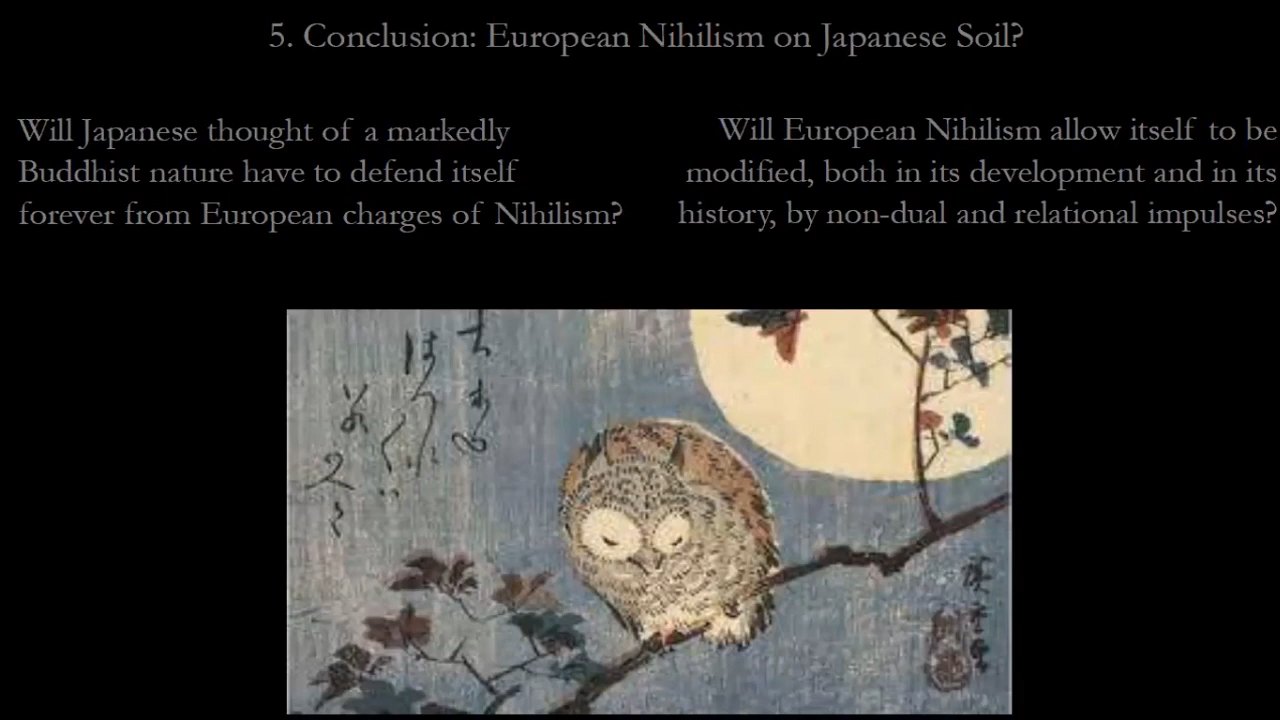 5. Conclusion: European Nihilism on Japanese Soil?
Will Japanese thought of a markedly
Buddhist nature have to defend itself
forever from European charges of Nihilism?
Will European Nihilism allow itself to be
modified, both in its development and in its
history, by non-dual and relational impulses?